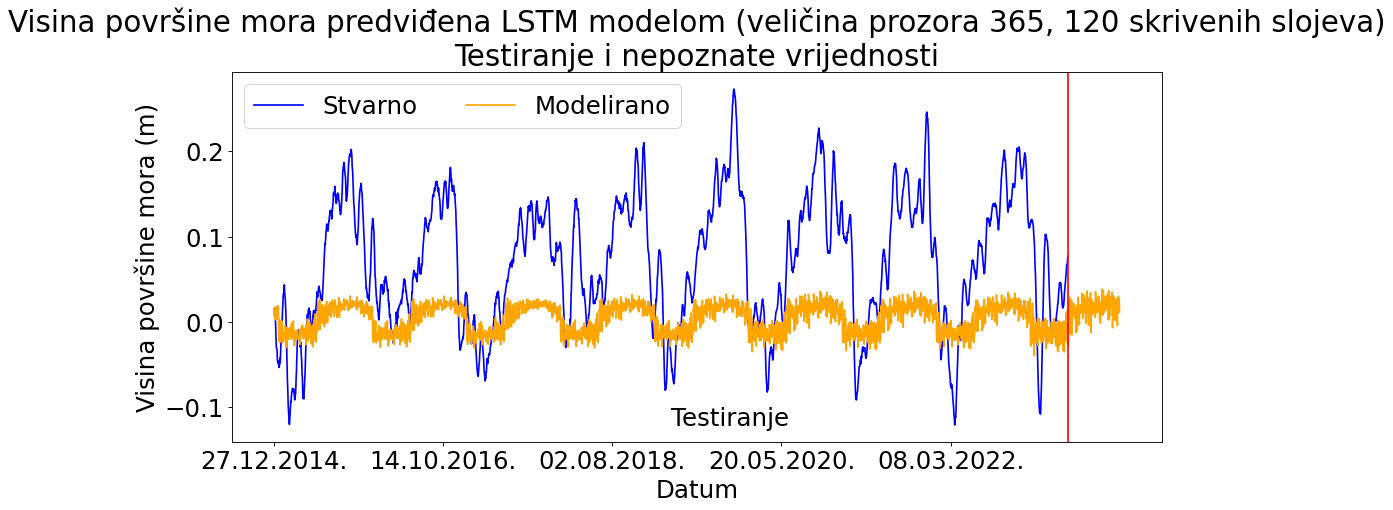 Visina površine mora predviđena LSTM modelom (veličina prozora 365, 120 skrivenih slojeva)
Testiranje i nepoznate vrijednosti
Stvarno Modelirano
Visina površine mora (m)
0.2
0.1
0.0
−0.1
Testiranje
27.12.2014. 14.10.2016. 02.08.2018. 20.05.2020. 08.03.2022.
Datum